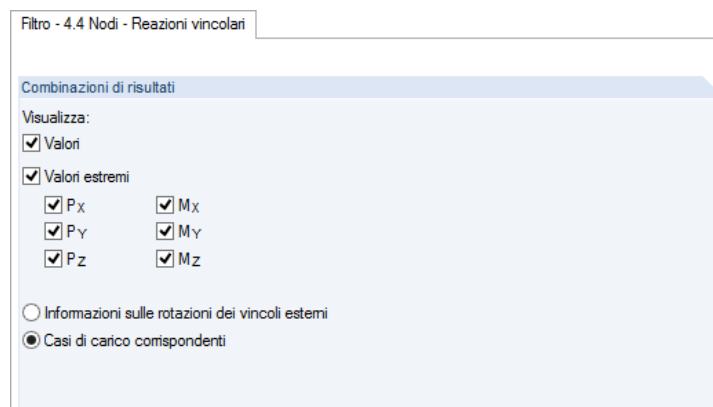 Filtro - 4.4 Nodi - Reazioni vincolari
Combinazioni di risultati
Visualizza:
Valori
Valori estremi
PX MX
PY MY
PZ MZ
Informazioni sulle rotazioni dei vincoli esterni
Casi di carico corrispondenti